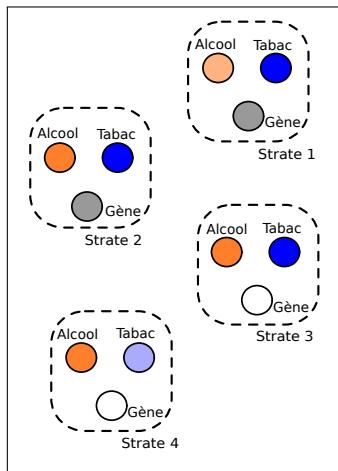 Alcool Tabac
Gène
Strate 1
Alcool Tabac
Gène
Strate 2
Alcool Tabac
Gène
Strate 3
Alcool Tabac
Gène
Strate 4